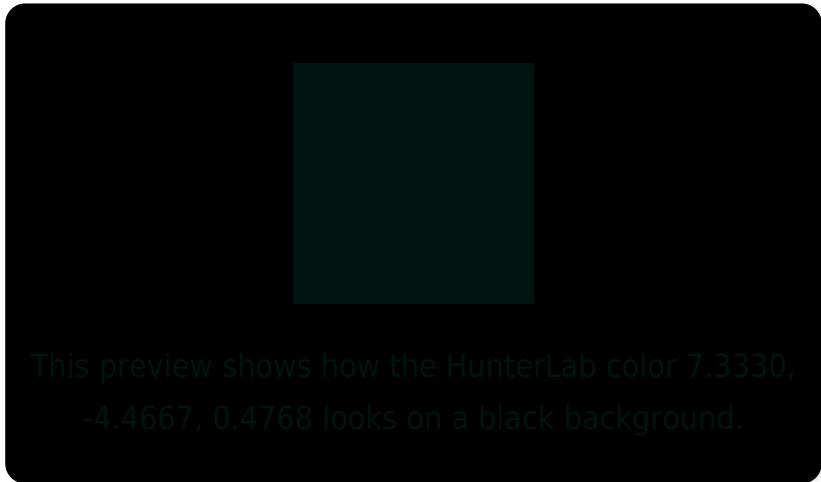 This preview shows how the HunterLab color 7.3330,
-4.4667, 0.4768 looks on a black background.